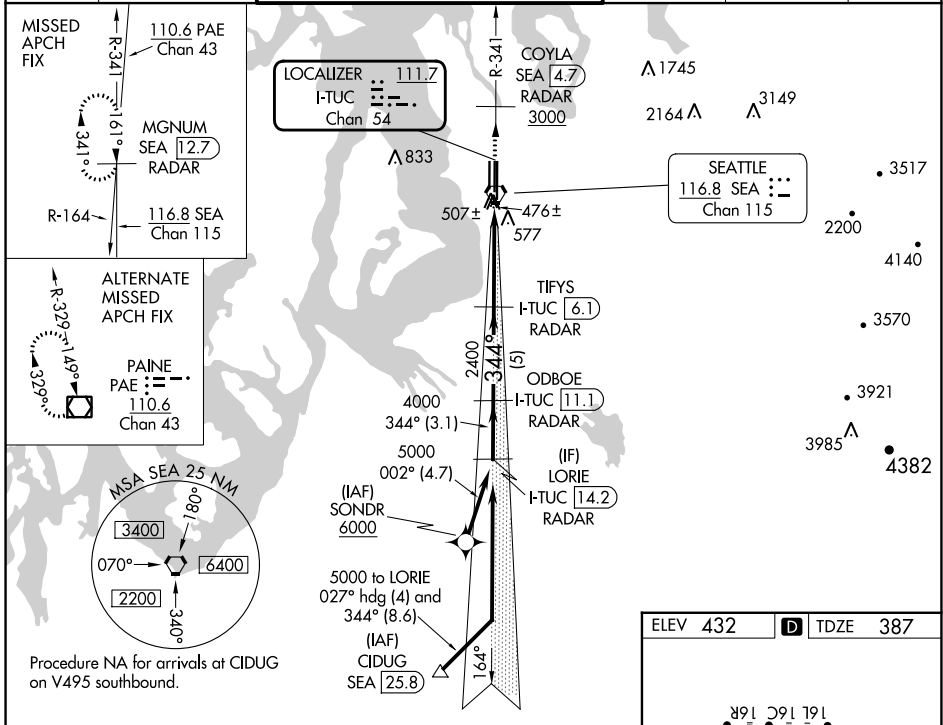 MISSED
APCH
FIX
R-341
110.6 PAE
Chan 43
161°
341°
MGNUM
SEA 12.7
RADAR
R-164
116.8 SEA
Chan 115
LOCALIZER 111.7
I-TUC
Chan 54
R-341
COYLA
SEA 4.7
RADAR
3000
1745
2164
3149
833
SEATTLE
116.8 SEA
Chan 115
3517
2200
4140
507±
476±
577
ALTERNATE
MISSED
APCH FIX
R-329
149°
329°
PAINE
PAE
110.6
Chan 43
TIFYS
I-TUC 6.1
RADAR
2400
344°
(5)
3570
ODBOE
I-TUC 11.1
RADAR
4000
344° (3.1)
3921
3985
4382
5000
002° (4.7)
(IF)
LORIE
I-TUC 14.2
RADAR
(IAF)
SONDR
6000
MSA SEA 25 NM
180°
3400
070°
6400
2200
340°
5000 to LORIE
027° hdg (4) and
344° (8.6)
(IAF)
CIDUG
SEA 25.8
164°
Procedure NA for arrivals at CIDUG
on V495 southbound.
ELEV 432 D TDZE 387
16R 16C 16L